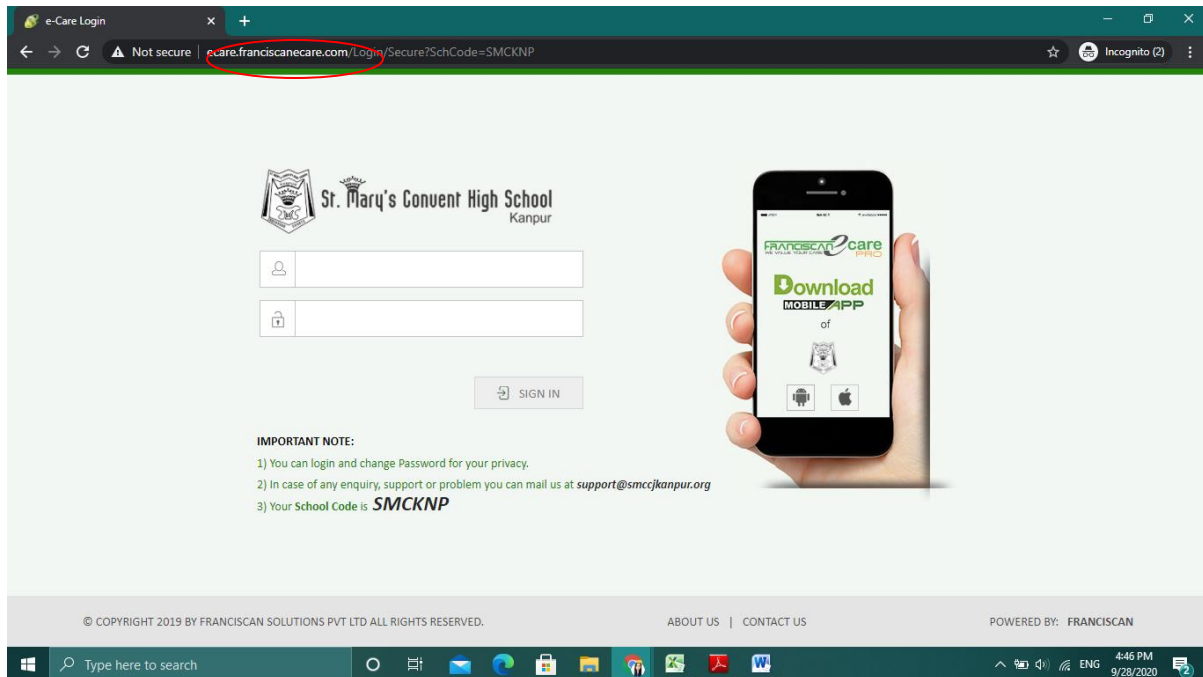 e-Care Login
Not secure | ecare.franciscanecare.com/Login/Secure?SchCode=SMCKNP
Incognito (2)
St. Mary's Convent High School
Kanpur
SIGN IN
IMPORTANT NOTE:
1) You can login and change Password for your privacy.
2) In case of any enquiry, support or problem you can mail us at support@smccjkanpur.org
3) Your School Code is SMCKNP
FRANCISCAN ecare
WE VALUE YOUR CARE PRO
Download
MOBILE APP
of
© COPYRIGHT 2019 BY FRANCISCAN SOLUTIONS PVT LTD ALL RIGHTS RESERVED.
ABOUT US | CONTACT US
POWERED BY: FRANCISCAN
Type here to search
ENG
4:46 PM
9/28/2020
2